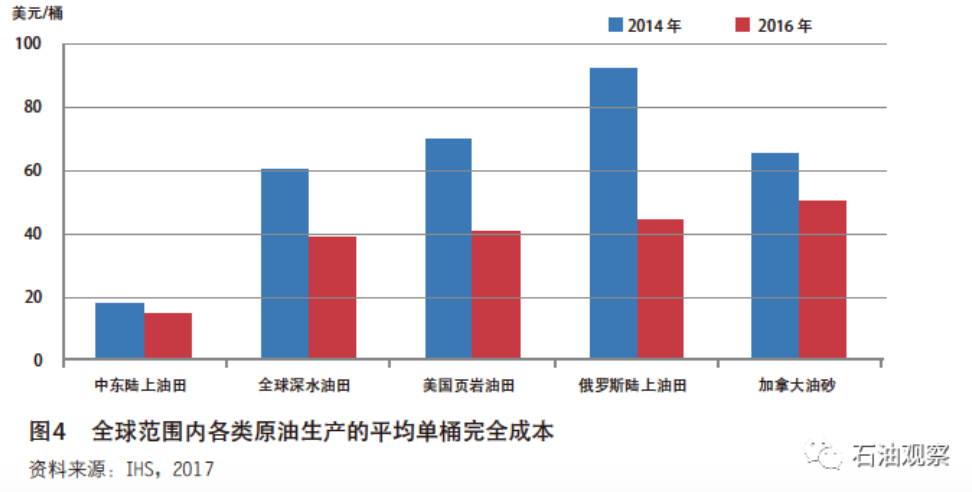 美元/桶
2014 年 2016 年
100
80
60
40
20
0
中东陆上油田 全球深水油田 美国页岩油田 俄罗斯陆上油田 加拿大油砂
图4 全球范围内各类原油生产的平均单桶完全成本
资料来源：IHS，2017
石油观察